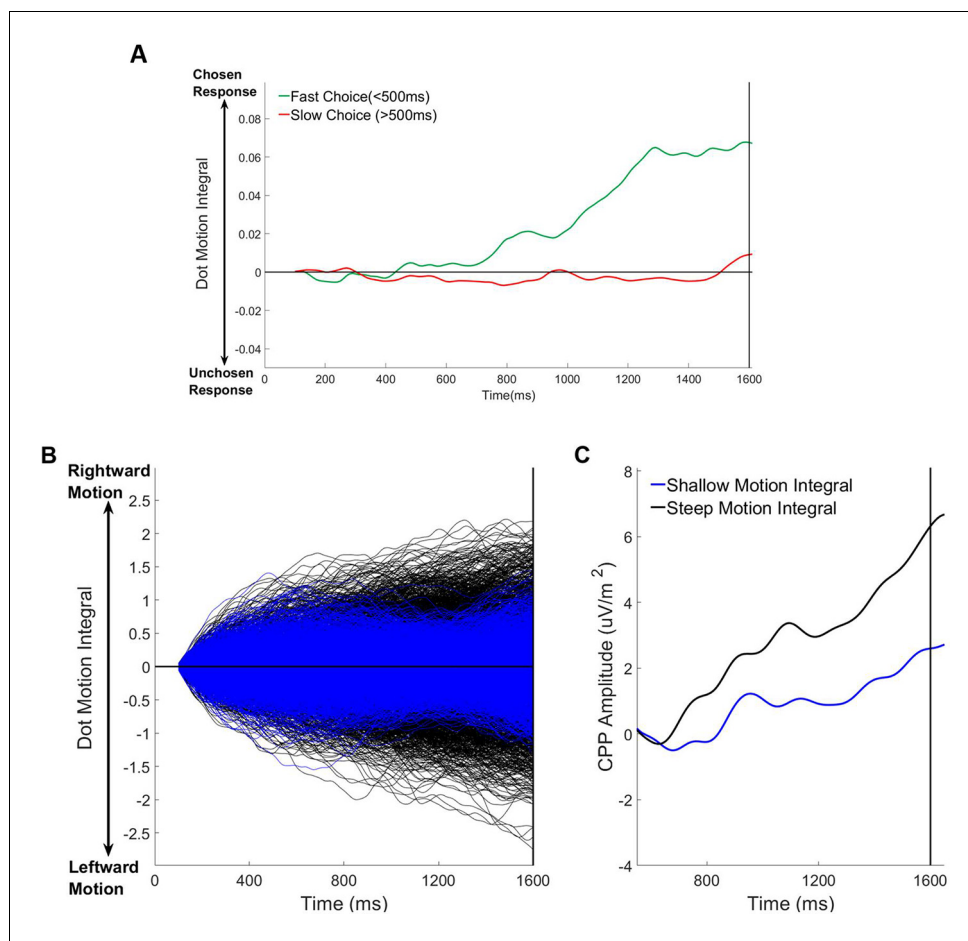 A
Chosen
Response
Fast Choice(<500ms)
Slow Choice (>500ms)
0.08
0.06
0.04
0.02
0
-0.02
-0.04
Dot Motion Integral
Unchosen
Response
0 200 400 600 800 1000 1200 1400 1600
Time(ms)
B
Rightward
Motion
2.5
2
1.5
1
0.5
0
-0.5
-1
-1.5
-2
-2.5
Dot Motion Integral
Leftward
Motion
0 400 800 1200 1600
Time (ms)
C
8
6
4
2
0
-2
-4
CPP Amplitude (uV/m 2)
Shallow Motion Integral
Steep Motion Integral
800 1000 1200 1400 1600
Time (ms)